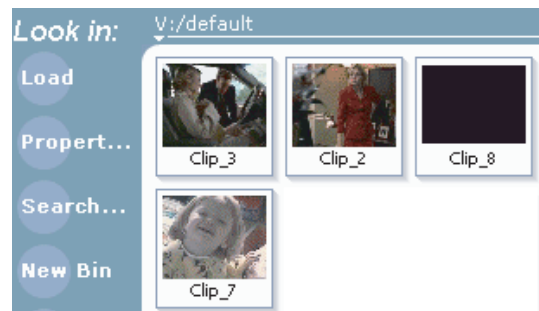 Look in:
V:/default
Load
Propert...
Search...
New Bin
Clip_3
Clip_2
Clip_8
Clip_7